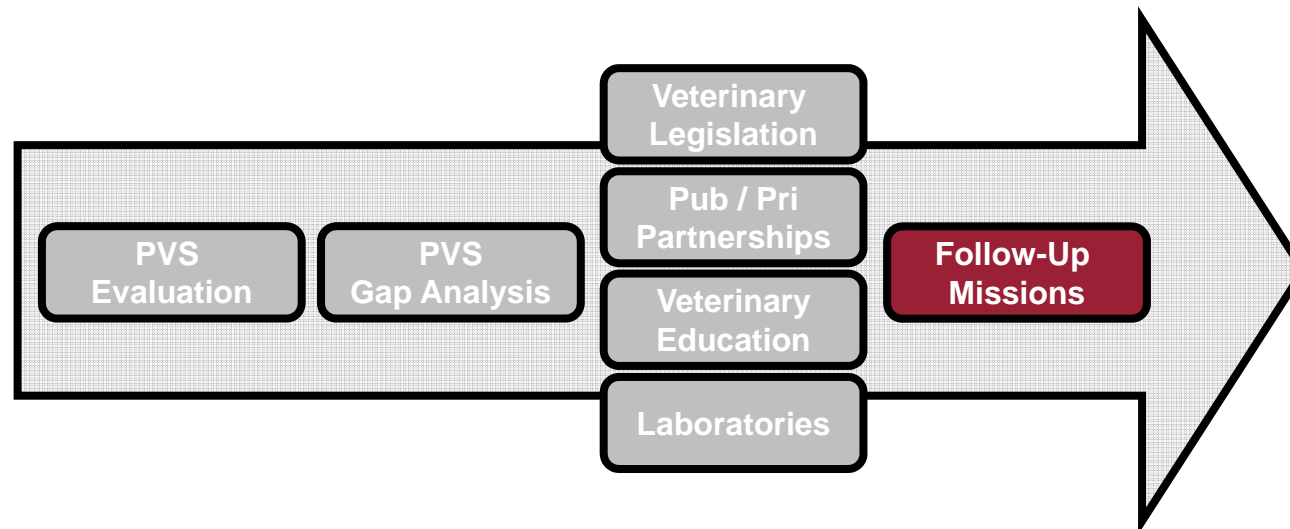 PVS
Evaluation
PVS
Gap Analysis
Veterinary
Legislation
Pub / Pri
Partnerships
Veterinary
Education
Laboratories
Follow-Up
Missions